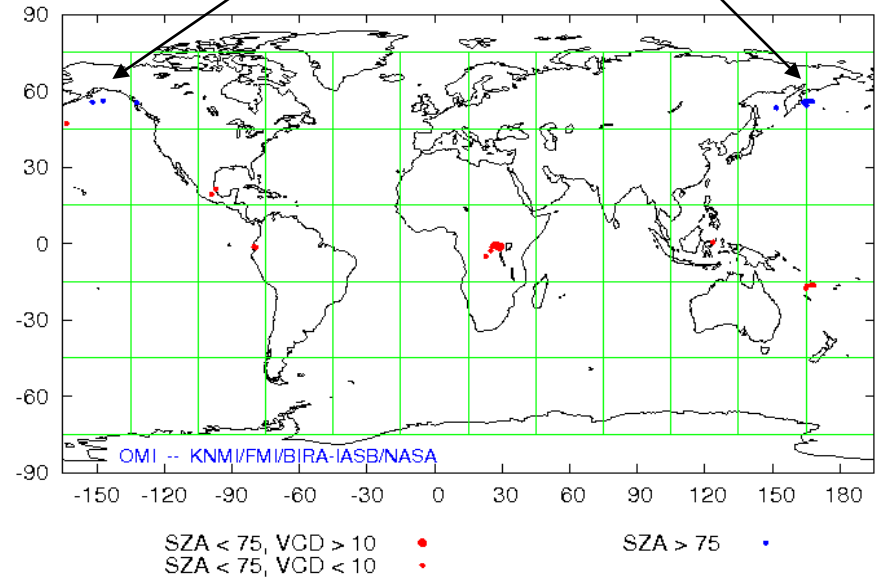 90
60
30
0
-30
-60
-90
OMI -- KNMI/FMI/BIRA-IASB/NASA
-150 -120 -90 -60 -30 0 30 60 90 120 150 180
SZA < 75, VCD > 10
SZA > 75
SZA < 75, VCD < 10